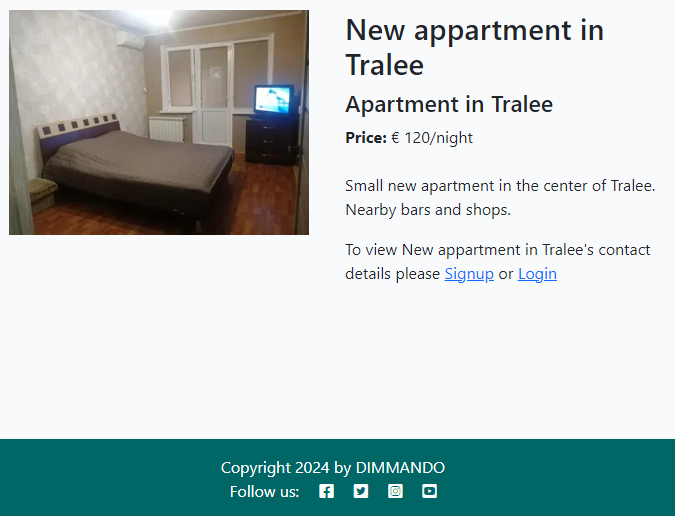 New appartment in
Tralee
Apartment in Tralee
Price: € 120/night
Small new apartment in the center of Tralee.
Nearby bars and shops.
To view New appartment in Tralee's contact
details please Signup or Login
Copyright 2024 by DIMMANDO
Follow us: